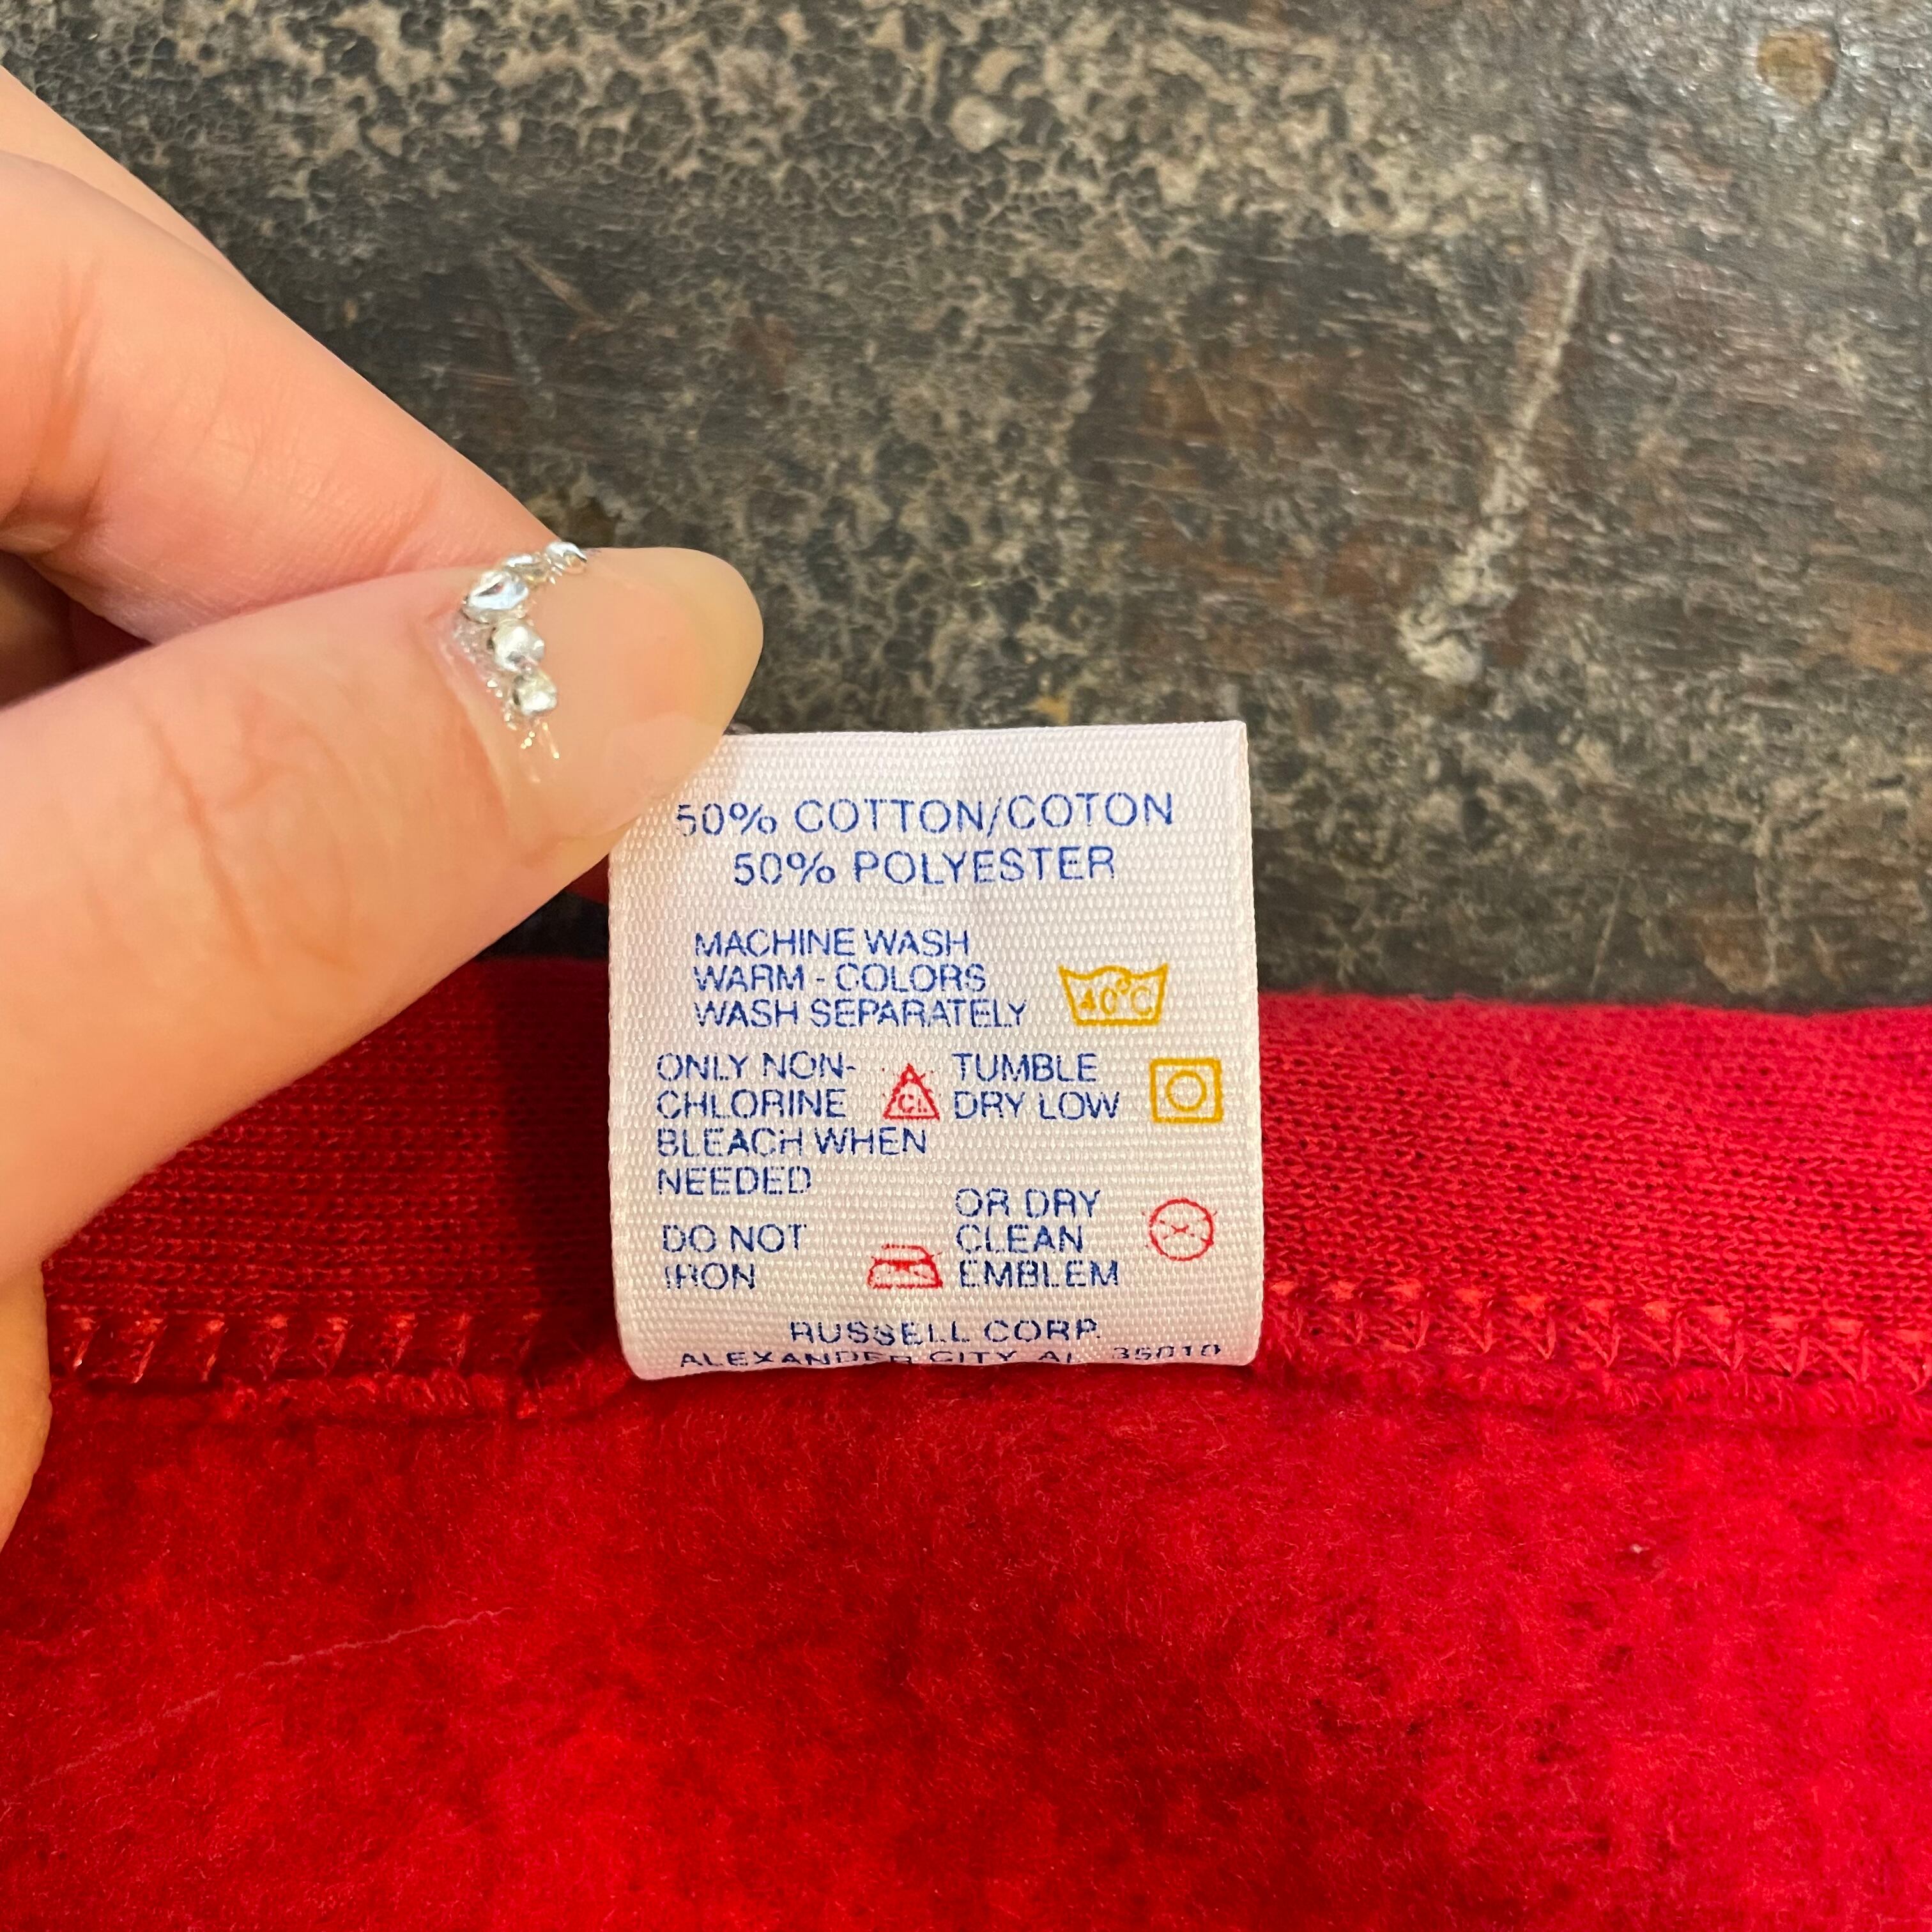 50% COTTON/COTON
50% POLYESTER
MACHINE WASH
WARM - COLORS
WASH SEPARATELY
40°C
ONLY NON-
CHLORINE
BLEACH WHEN
NEEDED
CL
TUMBLE
DRY LOW
DO NOT
IRON
OR DRY
CLEAN
EMBLEM
RUSSELL CORP.
ALEXANDER CITY, AL 35010